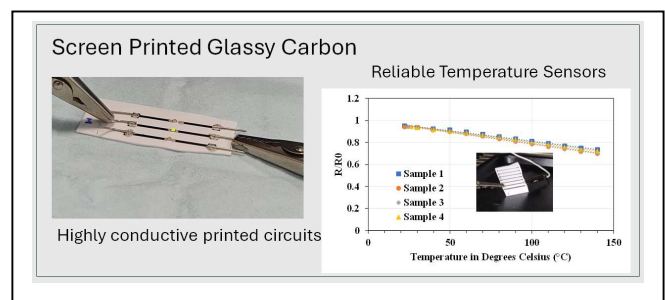 Screen Printed Glassy Carbon
Highly conductive printed circuits
Reliable Temperature Sensors
1.2
1
0.8
0.6
0.4
0.2
0
R/R0
Sample 1
Sample 2
Sample 3
Sample 4
0 50 100 150
Temperature in Degrees Celsius (°C)